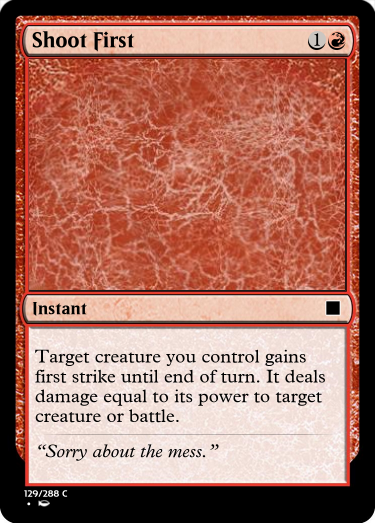 Shoot First 1
Instant
Target creature you control gains
first strike until end of turn. It deals
damage equal to its power to target
creature or battle.
“Sorry about the mess.”
129/288 C